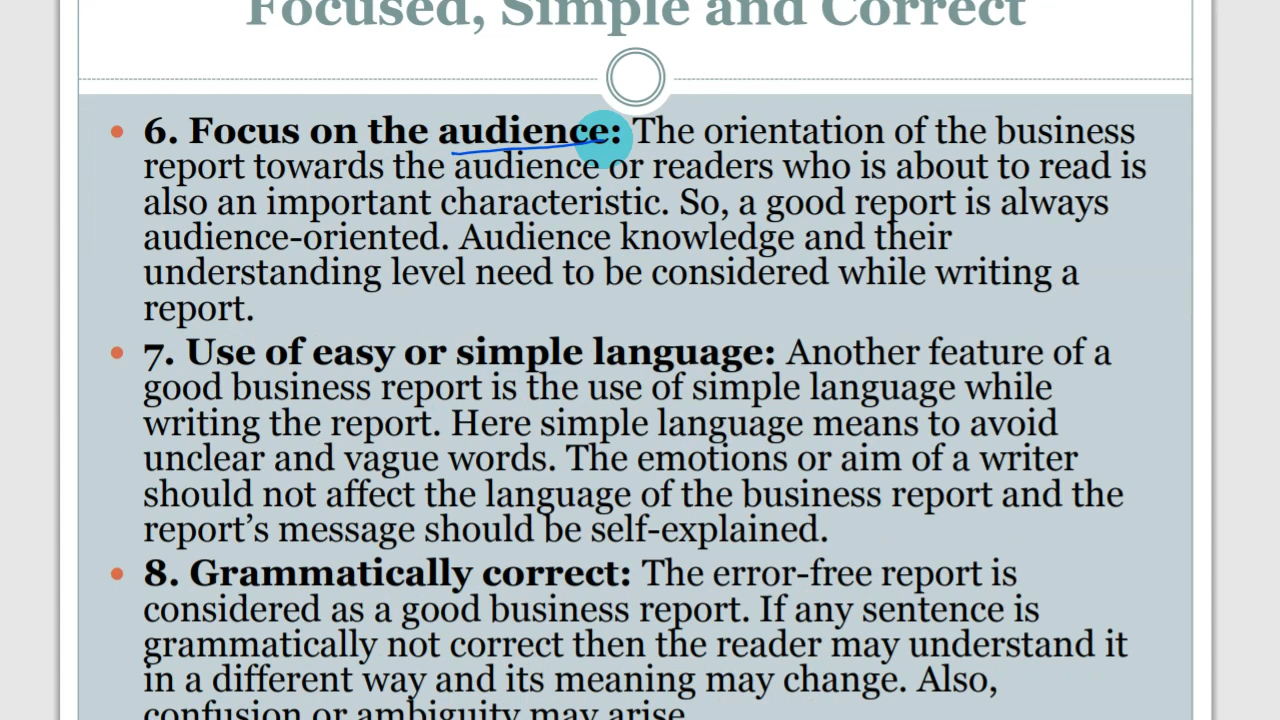 Focused, Simple and Correct
• 6. Focus on the audience: The orientation of the business
report towards the audience or readers who is about to read is
also an important characteristic. So, a good report is always
audience-oriented. Audience knowledge and their
understanding level need to be considered while writing a
report.
• 7. Use of easy or simple language: Another feature of a
good business report is the use of simple language while
writing the report. Here simple language means to avoid
unclear and vague words. The emotions or aim of a writer
should not affect the language of the business report and the
report’s message should be self-explained.
• 8. Grammatically correct: The error-free report is
considered as a good business report. If any sentence is
grammatically not correct then the reader may understand it
in a different way and its meaning may change. Also,
confusion or ambiguity may arise